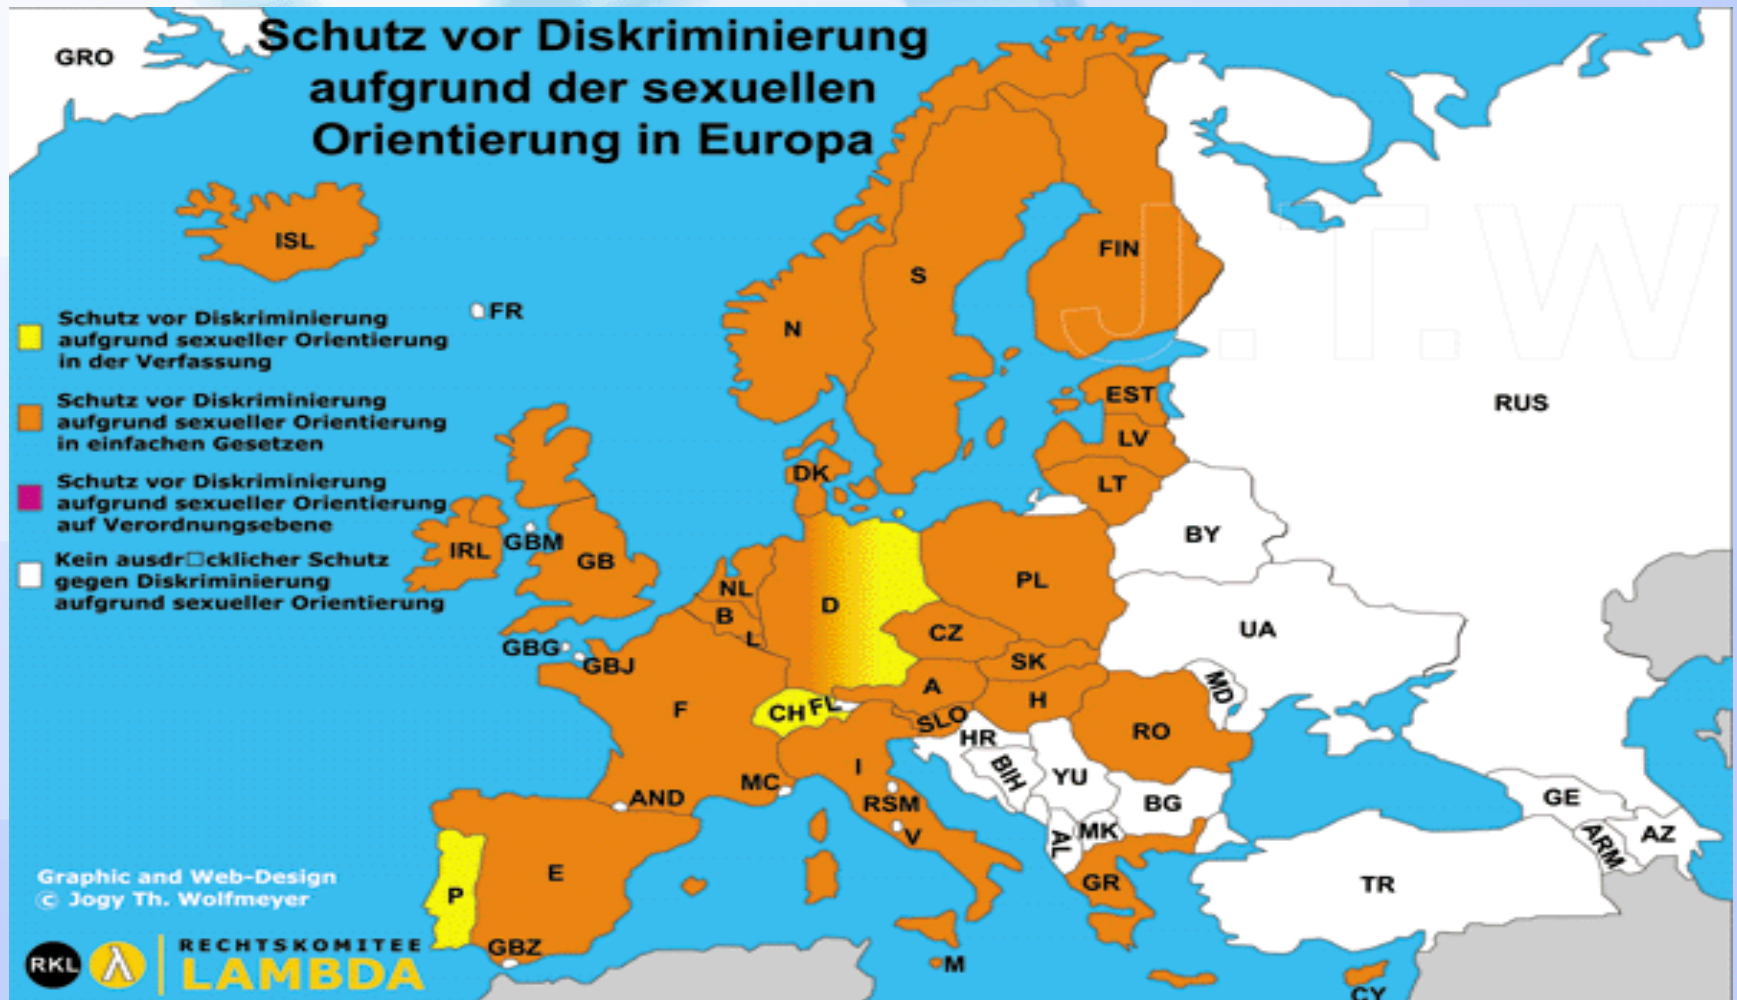 Schutz vor Diskriminierung
aufgrund der sexuellen
Orientierung in Europa
GRO
ISL
FR
Schutz vor Diskriminierung
aufgrund sexueller Orientierung
in der Verfassung
Schutz vor Diskriminierung
aufgrund sexueller Orientierung
in einfachen Gesetzen
Schutz vor Diskriminierung
aufgrund sexueller Orientierung
auf Verordnungsebene
Kein ausdr□cklicher Schutz
gegen Diskriminierung
aufgrund sexueller Orientierung
J.T.W
FIN
S
N
RUS
EST
LV
LT
DK
BY
IRL
GBM
GB
NL
B
L
D
PL
UA
CZ
SK
GBG
GBJ
A
H
MD
F
CH
FL
SLO
RO
HR
BIH
YU
BG
I
MC
AND
RSM
V
AL
MK
GE
ARM
AZ
E
P
GR
TR
GBZ
M
CY
Graphic and Web-Design
© Jogy Th. Wolfmeyer
RKL
λ
RECHTSKOMITEE
LAMBDA